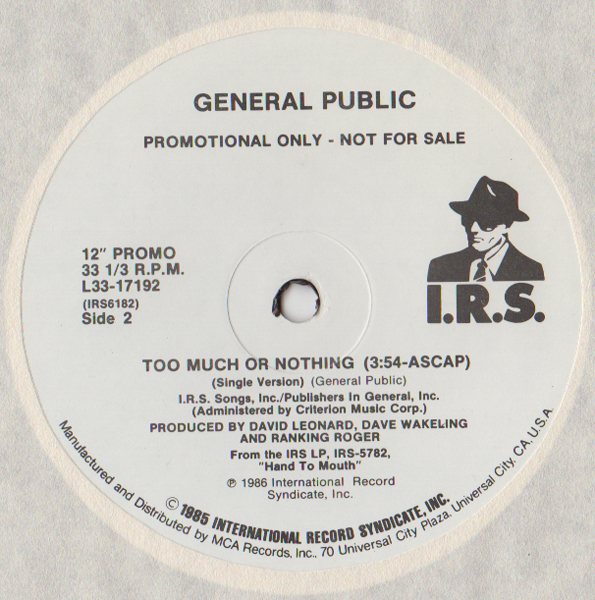 GENERAL PUBLIC
PROMOTIONAL ONLY - NOT FOR SALE
12" PROMO
33 1/3 R.P.M.
L33-17192
(IRS6182)
Side 2
I.R.S.
TOO MUCH OR NOTHING (3:54-ASCAP)
(Single Version) (General Public)
I.R.S. Songs, Inc./Publishers In General, Inc.
(Administered by Criterion Music Corp.)
PRODUCED BY DAVID LEONARD, DAVE WAKELING
AND RANKING ROGER
From the IRS LP, IRS-5782,
"Hand To Mouth"
℗ 1986 International Record
Syndicate, Inc.
© 1985 INTERNATIONAL RECORD SYNDICATE, INC.
Manufactured and Distributed by MCA Records, Inc., 70 Universal City Plaza, Universal City, CA. U.S.A